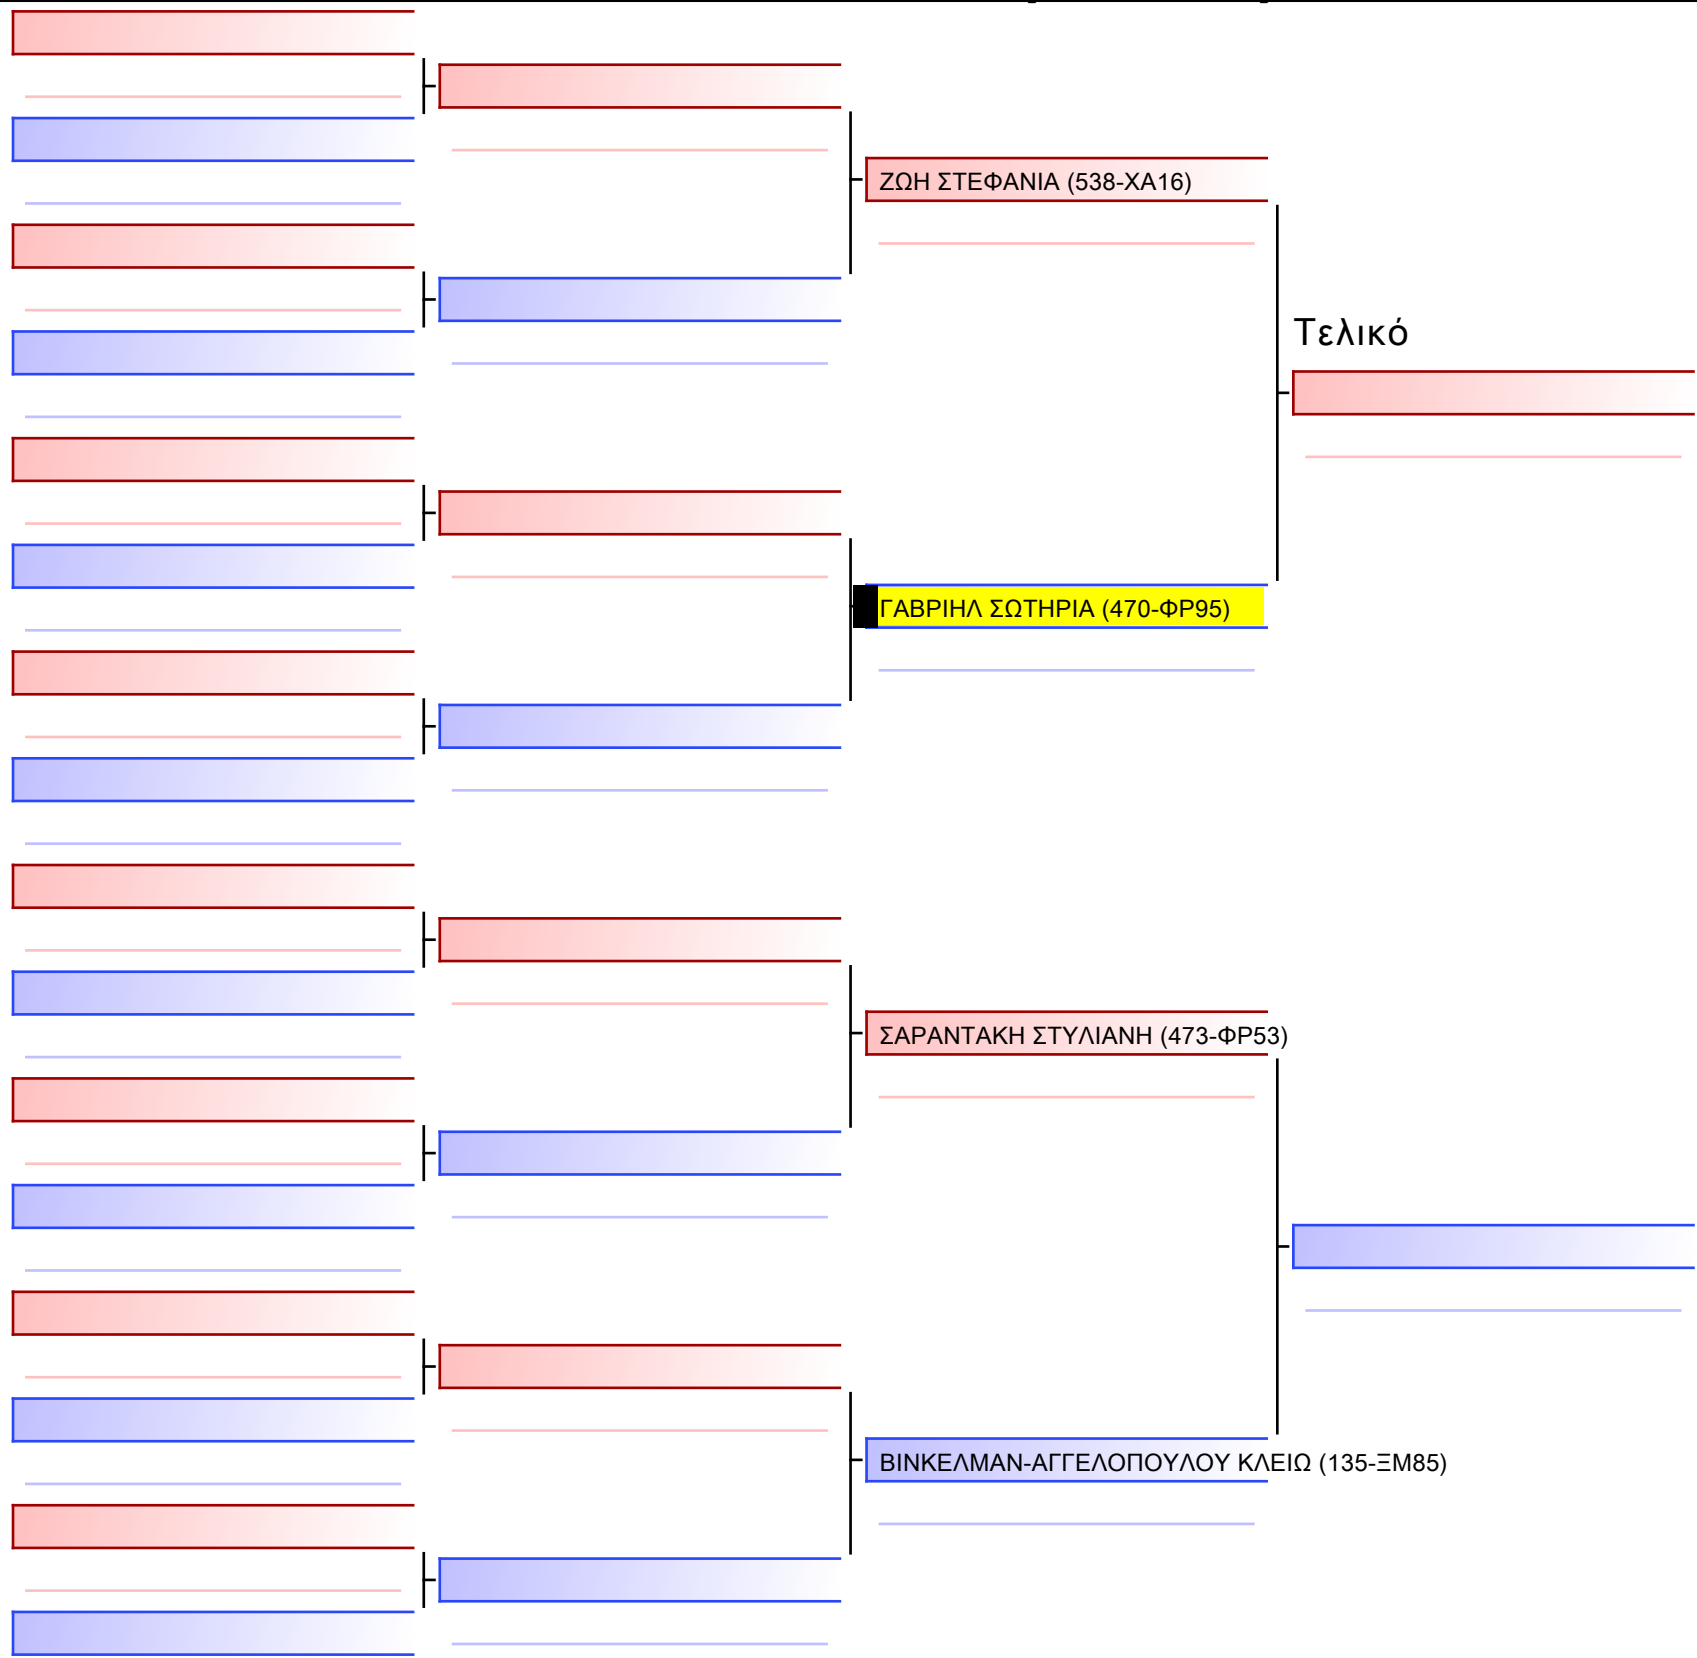 ΖΩΗ ΣΤΕΦΑΝΙΑ (538-ΧΑ16)
Τελικό
ΓΑΒΡΙΗΛ ΣΩΤΗΡΙΑ (470-ΦΡ95)
ΣΑΡΑΝΤΑΚΗ ΣΤΥΛΙΑΝΗ (473-ΦΡ53)
ΒΙΝΚΕΛΜΑΝ-ΑΓΓΕΛΟΠΟΥΛΟΥ ΚΛΕΙΩ (135-ΞΜ85)